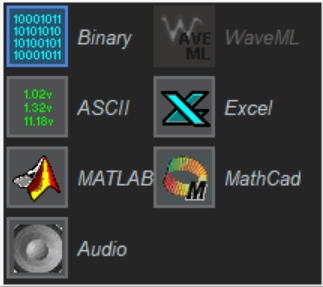 10001011
10101010
10100101
10001011
Binary
WAVE
ML
WaveML
1.02v
1.32v
11.18v
ASCII
X
Excel
MATLAB
M
MathCad
Audio